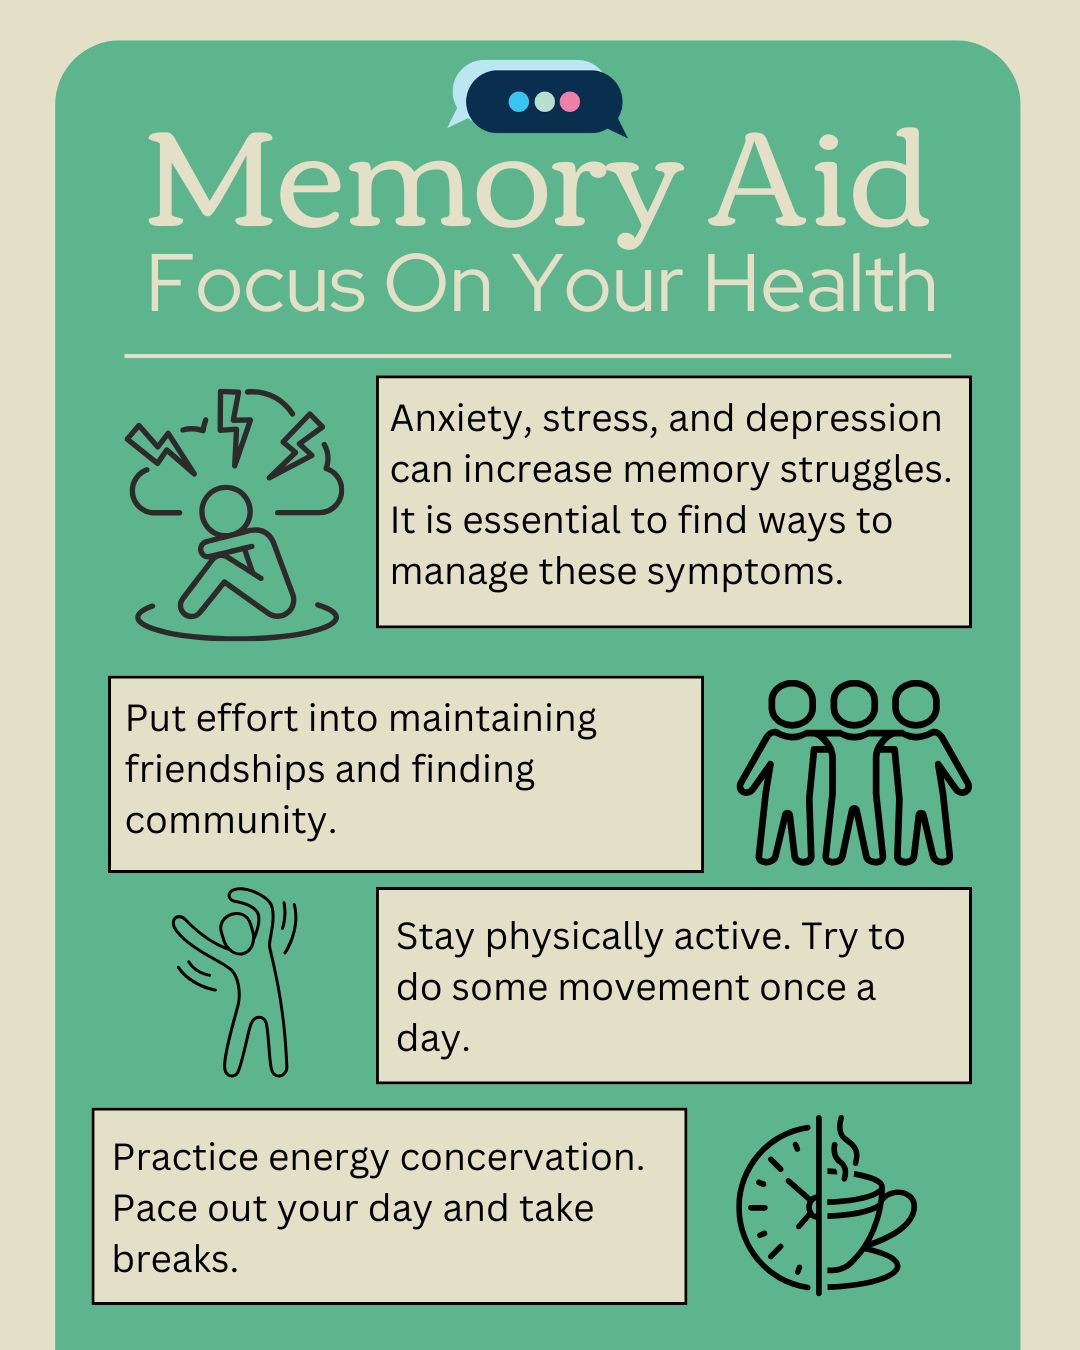 Memory Aid
Focus On Your Health
Anxiety, stress, and depression
can increase memory struggles.
It is essential to find ways to
manage these symptoms.
Put effort into maintaining
friendships and finding
community.
Stay physically active. Try to
do some movement once a
day.
Practice energy concervation.
Pace out your day and take
breaks.